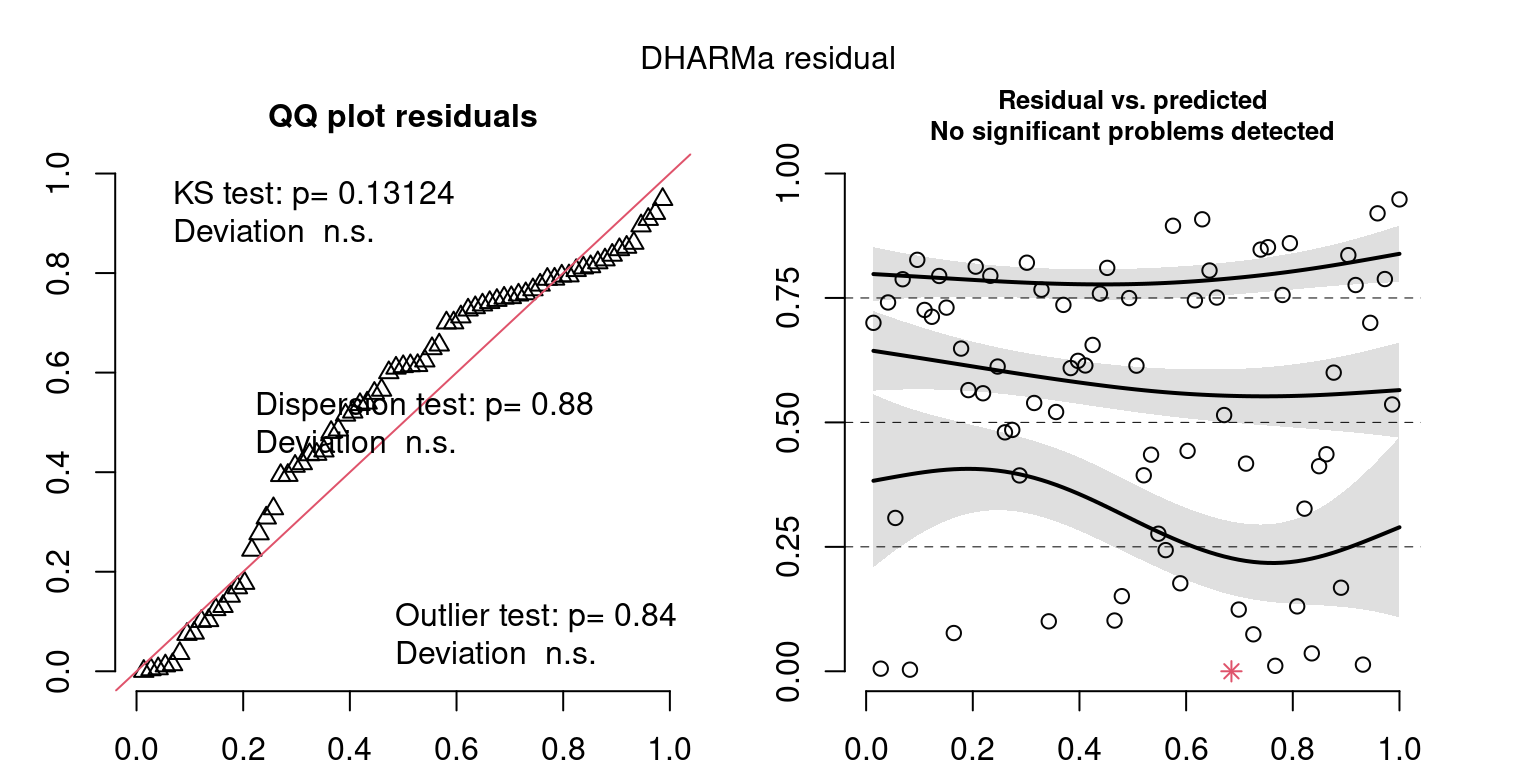 DHARMa residual
QQ plot residuals
KS test: p= 0.13124
Deviation n.s.
Dispersion test: p= 0.88
Deviation n.s.
Outlier test: p= 0.84
Deviation n.s.
1.0
0.8
0.6
0.4
0.2
0.0
0.0 0.2 0.4 0.6 0.8 1.0
Residual vs. predicted
No significant problems detected
1.00
0.75
0.50
0.25
0.00
0.0 0.2 0.4 0.6 0.8 1.0